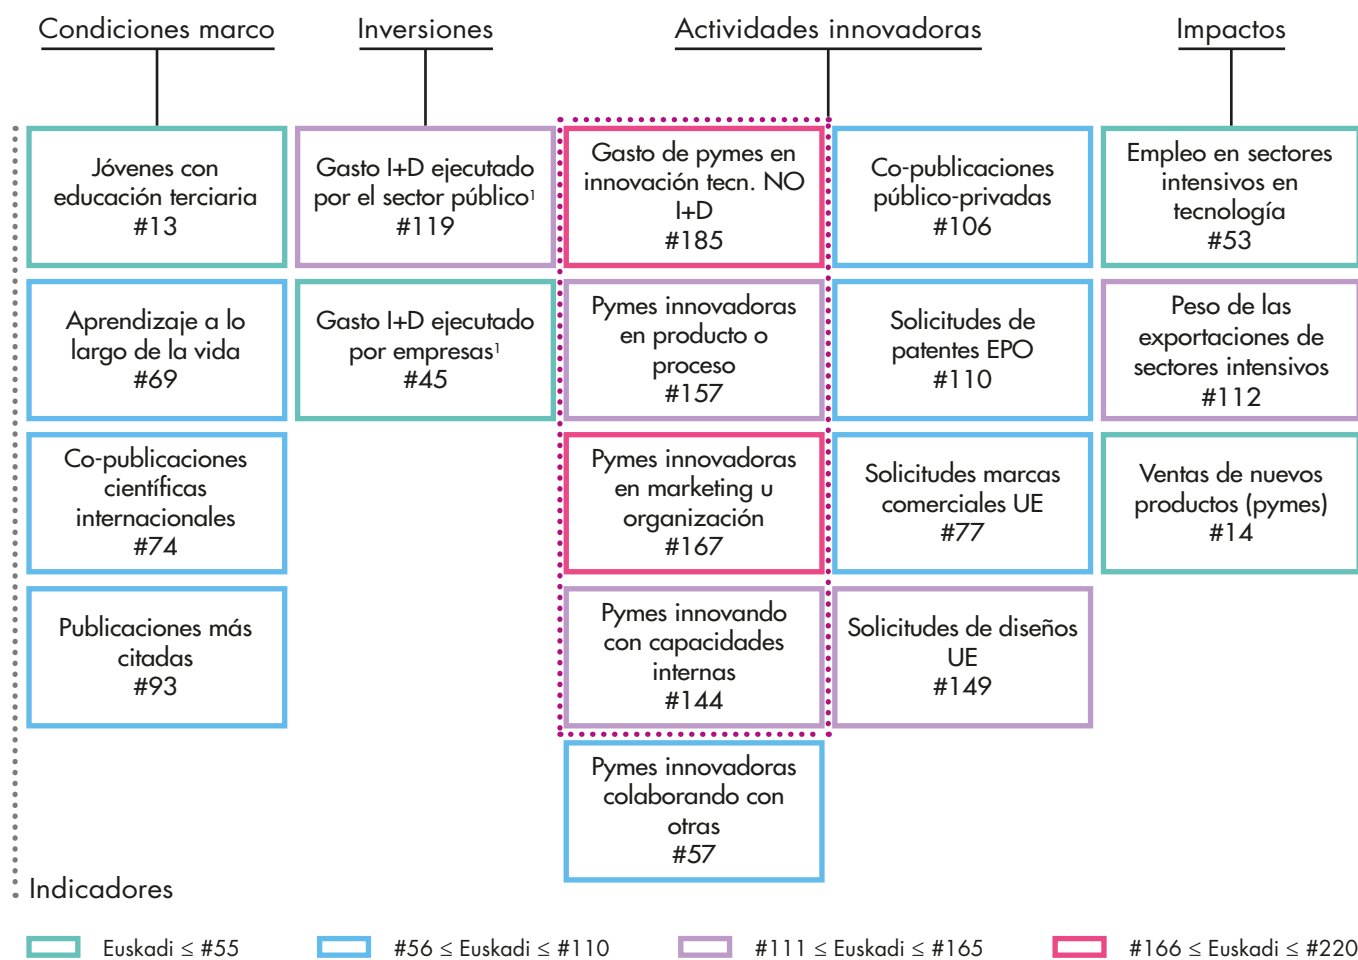 Condiciones marco
Inversiones
Actividades innovadoras
Impactos
Jóvenes con
educación terciaria
#13
Aprendizaje a lo
largo de la vida
#69
Co-publicaciones
científicas
internacionales
#74
Publicaciones más
citadas
#93
Gasto I+D ejecutado
por el sector público¹
#119
Gasto I+D ejecutado
por empresas¹
#45
Gasto de pymes en
innovación tecn. NO
I+D
#185
Pymes innovadoras
en producto o
proceso
#157
Pymes innovadoras
en marketing u
organización
#167
Pymes innovando
con capacidades
internas
#144
Pymes innovadoras
colaborando con
otras
#57
Co-publicaciones
público-privadas
#106
Solicitudes de
patentes EPO
#110
Solicitudes marcas
comerciales UE
#77
Solicitudes de diseños
UE
#149
Empleo en sectores
intensivos en
tecnología
#53
Peso de las
exportaciones de
sectores intensivos
#112
Ventas de nuevos
productos (pymes)
#14
Indicadores
Euskadi ≤ #55
#56 ≤ Euskadi ≤ #110
#111 ≤ Euskadi ≤ #165
#166 ≤ Euskadi ≤ #220